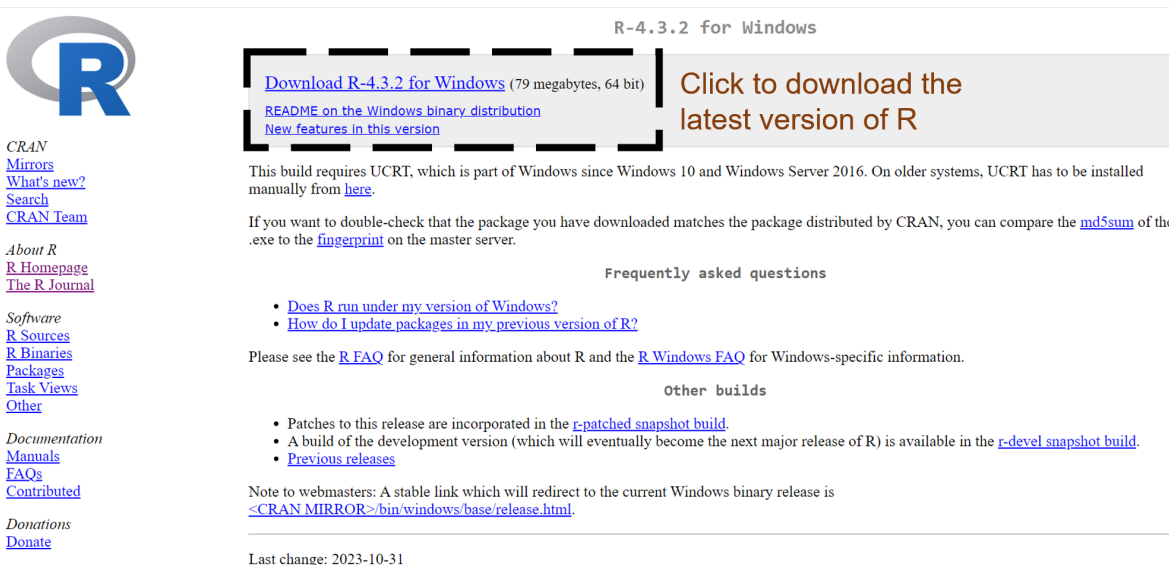 R
R-4.3.2 for Windows
Download R-4.3.2 for Windows (79 megabytes, 64 bit)
README on the Windows binary distribution
New features in this version
Click to download the
latest version of R
CRAN
Mirrors
What's new?
Search
CRAN Team
About R
R Homepage
The R Journal
Software
R Sources
R Binaries
Packages
Task Views
Other
Documentation
Manuals
FAQs
Contributed
Donations
Donate
This build requires UCRT, which is part of Windows since Windows 10 and Windows Server 2016. On older systems, UCRT has to be installed
manually from here.
If you want to double-check that the package you have downloaded matches the package distributed by CRAN, you can compare the md5sum of the
.exe to the fingerprint on the master server.
Frequently asked questions
• Does R run under my version of Windows?
• How do I update packages in my previous version of R?
Please see the R FAQ for general information about R and the R Windows FAQ for Windows-specific information.
Other builds
• Patches to this release are incorporated in the r-patched snapshot build.
• A build of the development version (which will eventually become the next major release of R) is available in the r-devel snapshot build.
• Previous releases
Note to webmasters: A stable link which will redirect to the current Windows binary release is
<CRAN MIRROR>/bin/windows/base/release.html.
Last change: 2023-10-31